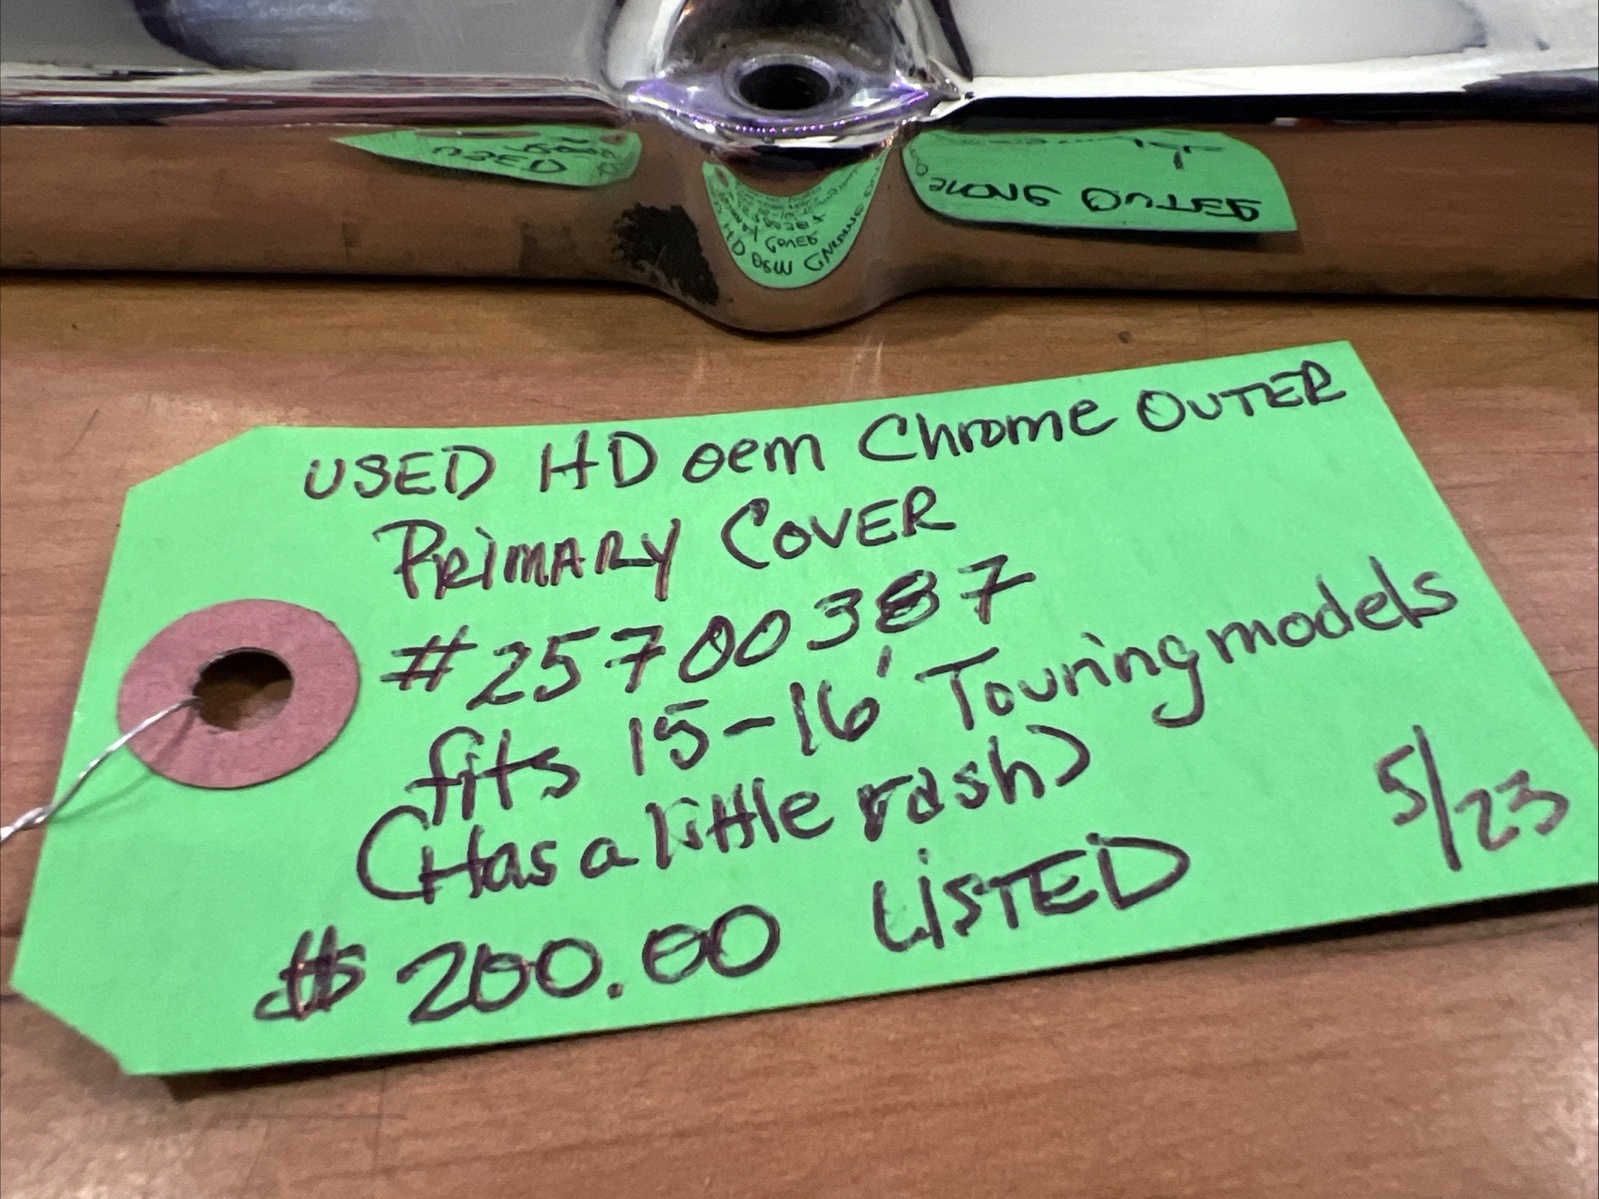 USED HD oem Chrome OUTER
PRIMARY COVER
#25700387
fits 15-16' Touring models
(Has a little rash)
$200.00 LISTED 5/23